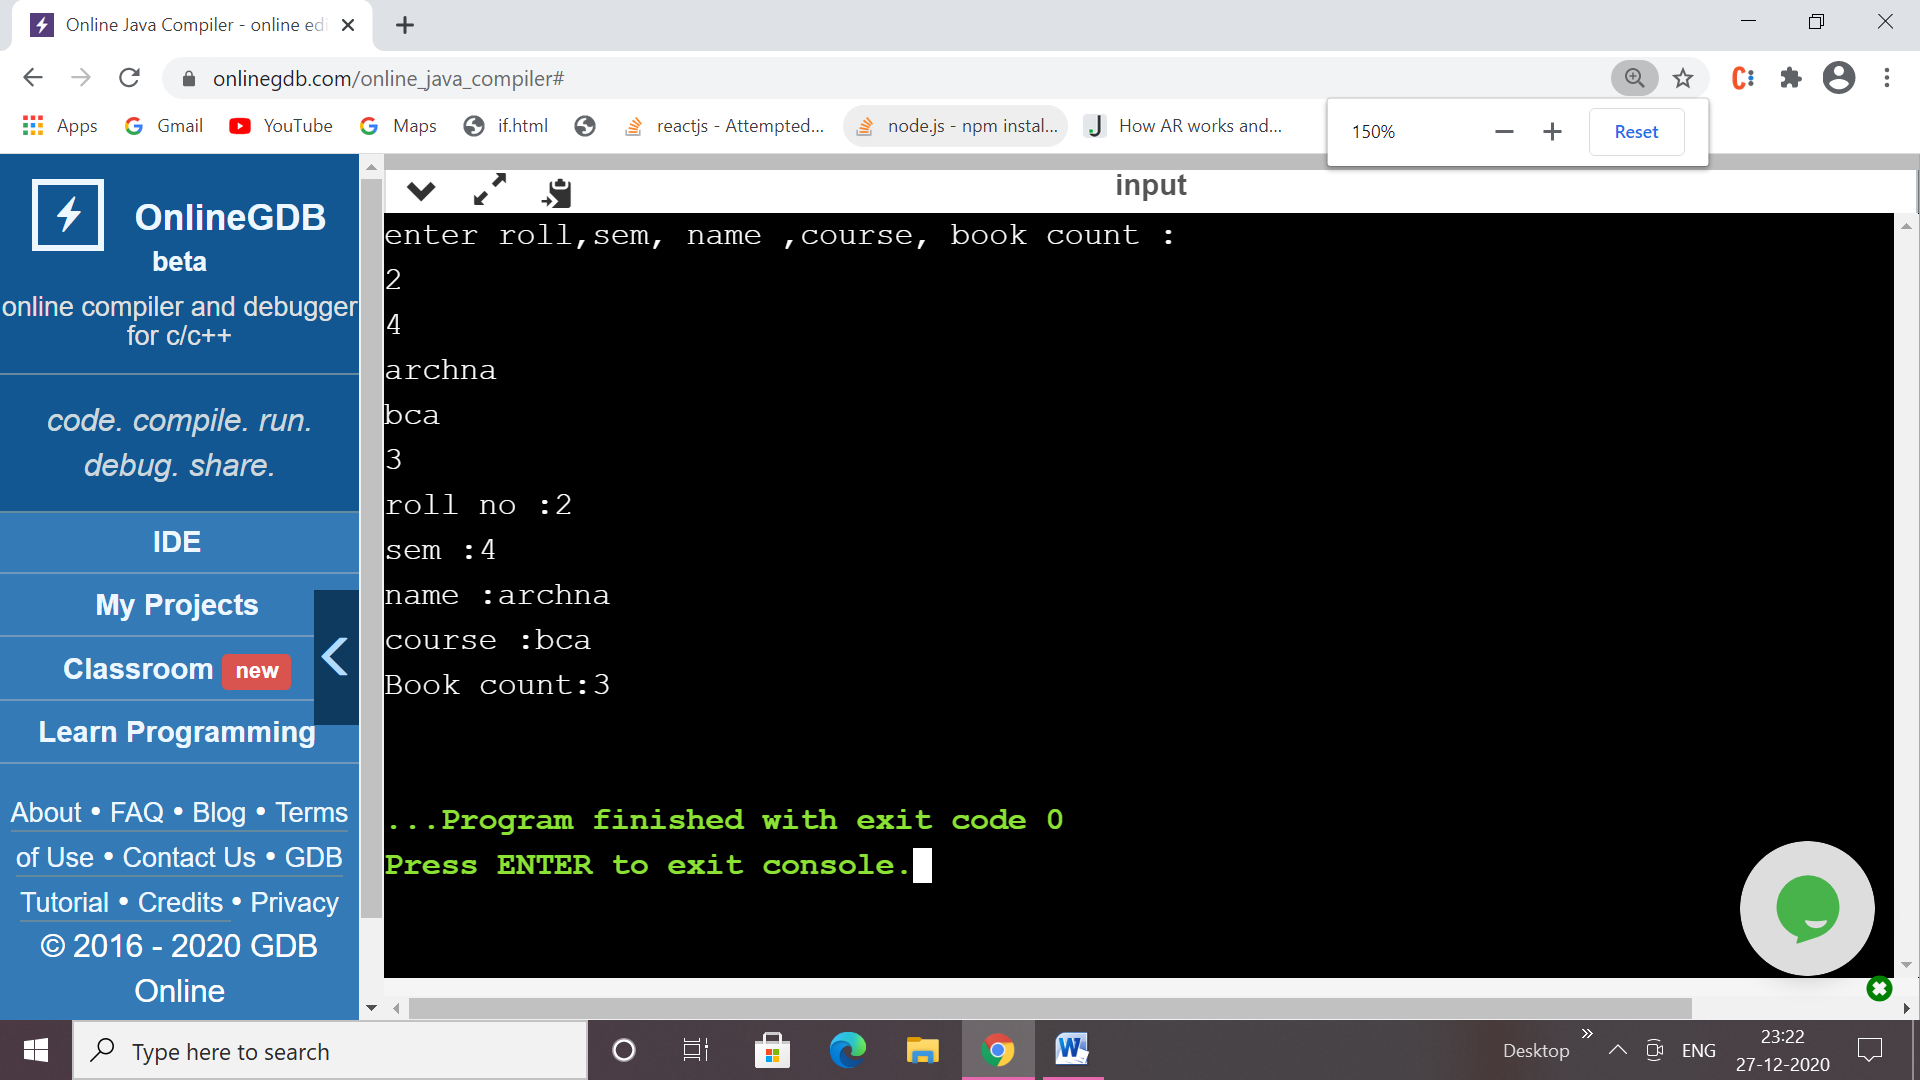 Online Java Compiler - online edi
onlinegdb.com/online_java_compiler#
Apps Gmail YouTube Maps if.html reactjs - Attempted... node.js - npm instal... How AR works and...
150% Reset
OnlineGDB
beta
online compiler and debugger
for c/c++
code. compile. run.
debug. share.
IDE
My Projects
Classroom new
Learn Programming
About • FAQ • Blog • Terms
of Use • Contact Us • GDB
Tutorial • Credits • Privacy
© 2016 - 2020 GDB
Online
input
enter roll,sem, name ,course, book count :
2
4
archna
bca
3
roll no :2
sem :4
name :archna
course :bca
Book count:3
...Program finished with exit code 0
Press ENTER to exit console.
Type here to search
Desktop
ENG
23:22
27-12-2020